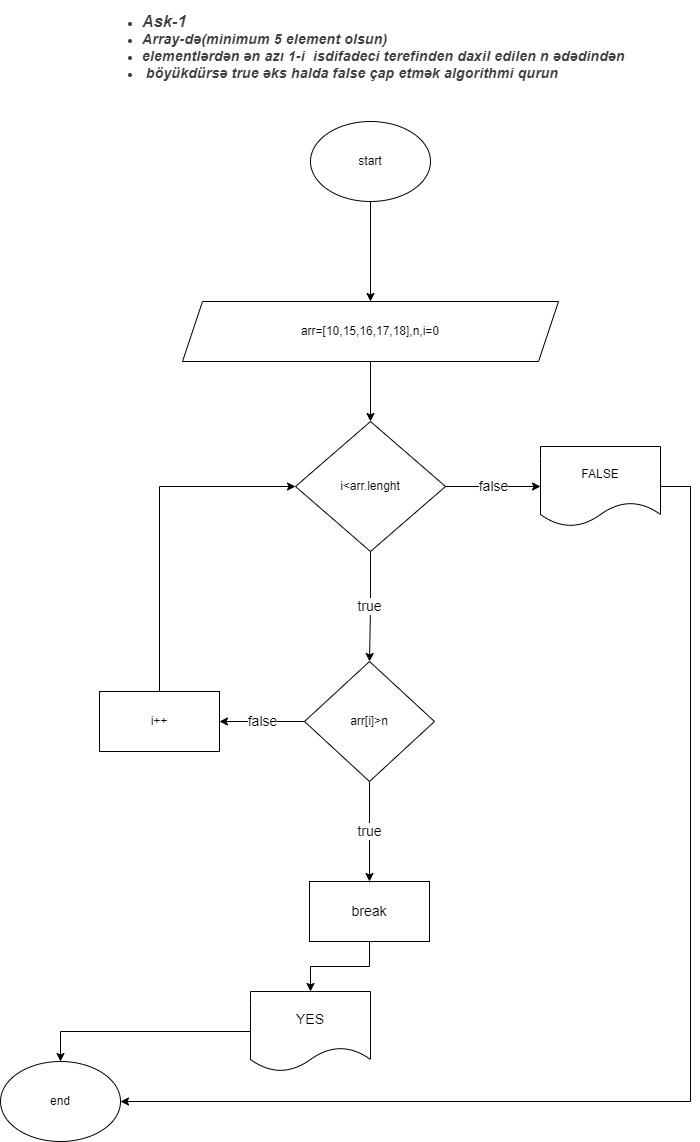 Ask-1
Array-də(minimum 5 element olsun)
elementlərdən ən azı 1-i isdifadeci terefinden daxil edilen n ədədindən
böyükdürsə true əks halda false çap etmək algorithmi qurun
start
arr=[10,15,16,17,18],n,i=0
i<arr.lenght
false
FALSE
true
i++
false
arr[i]>n
true
break
YES
end